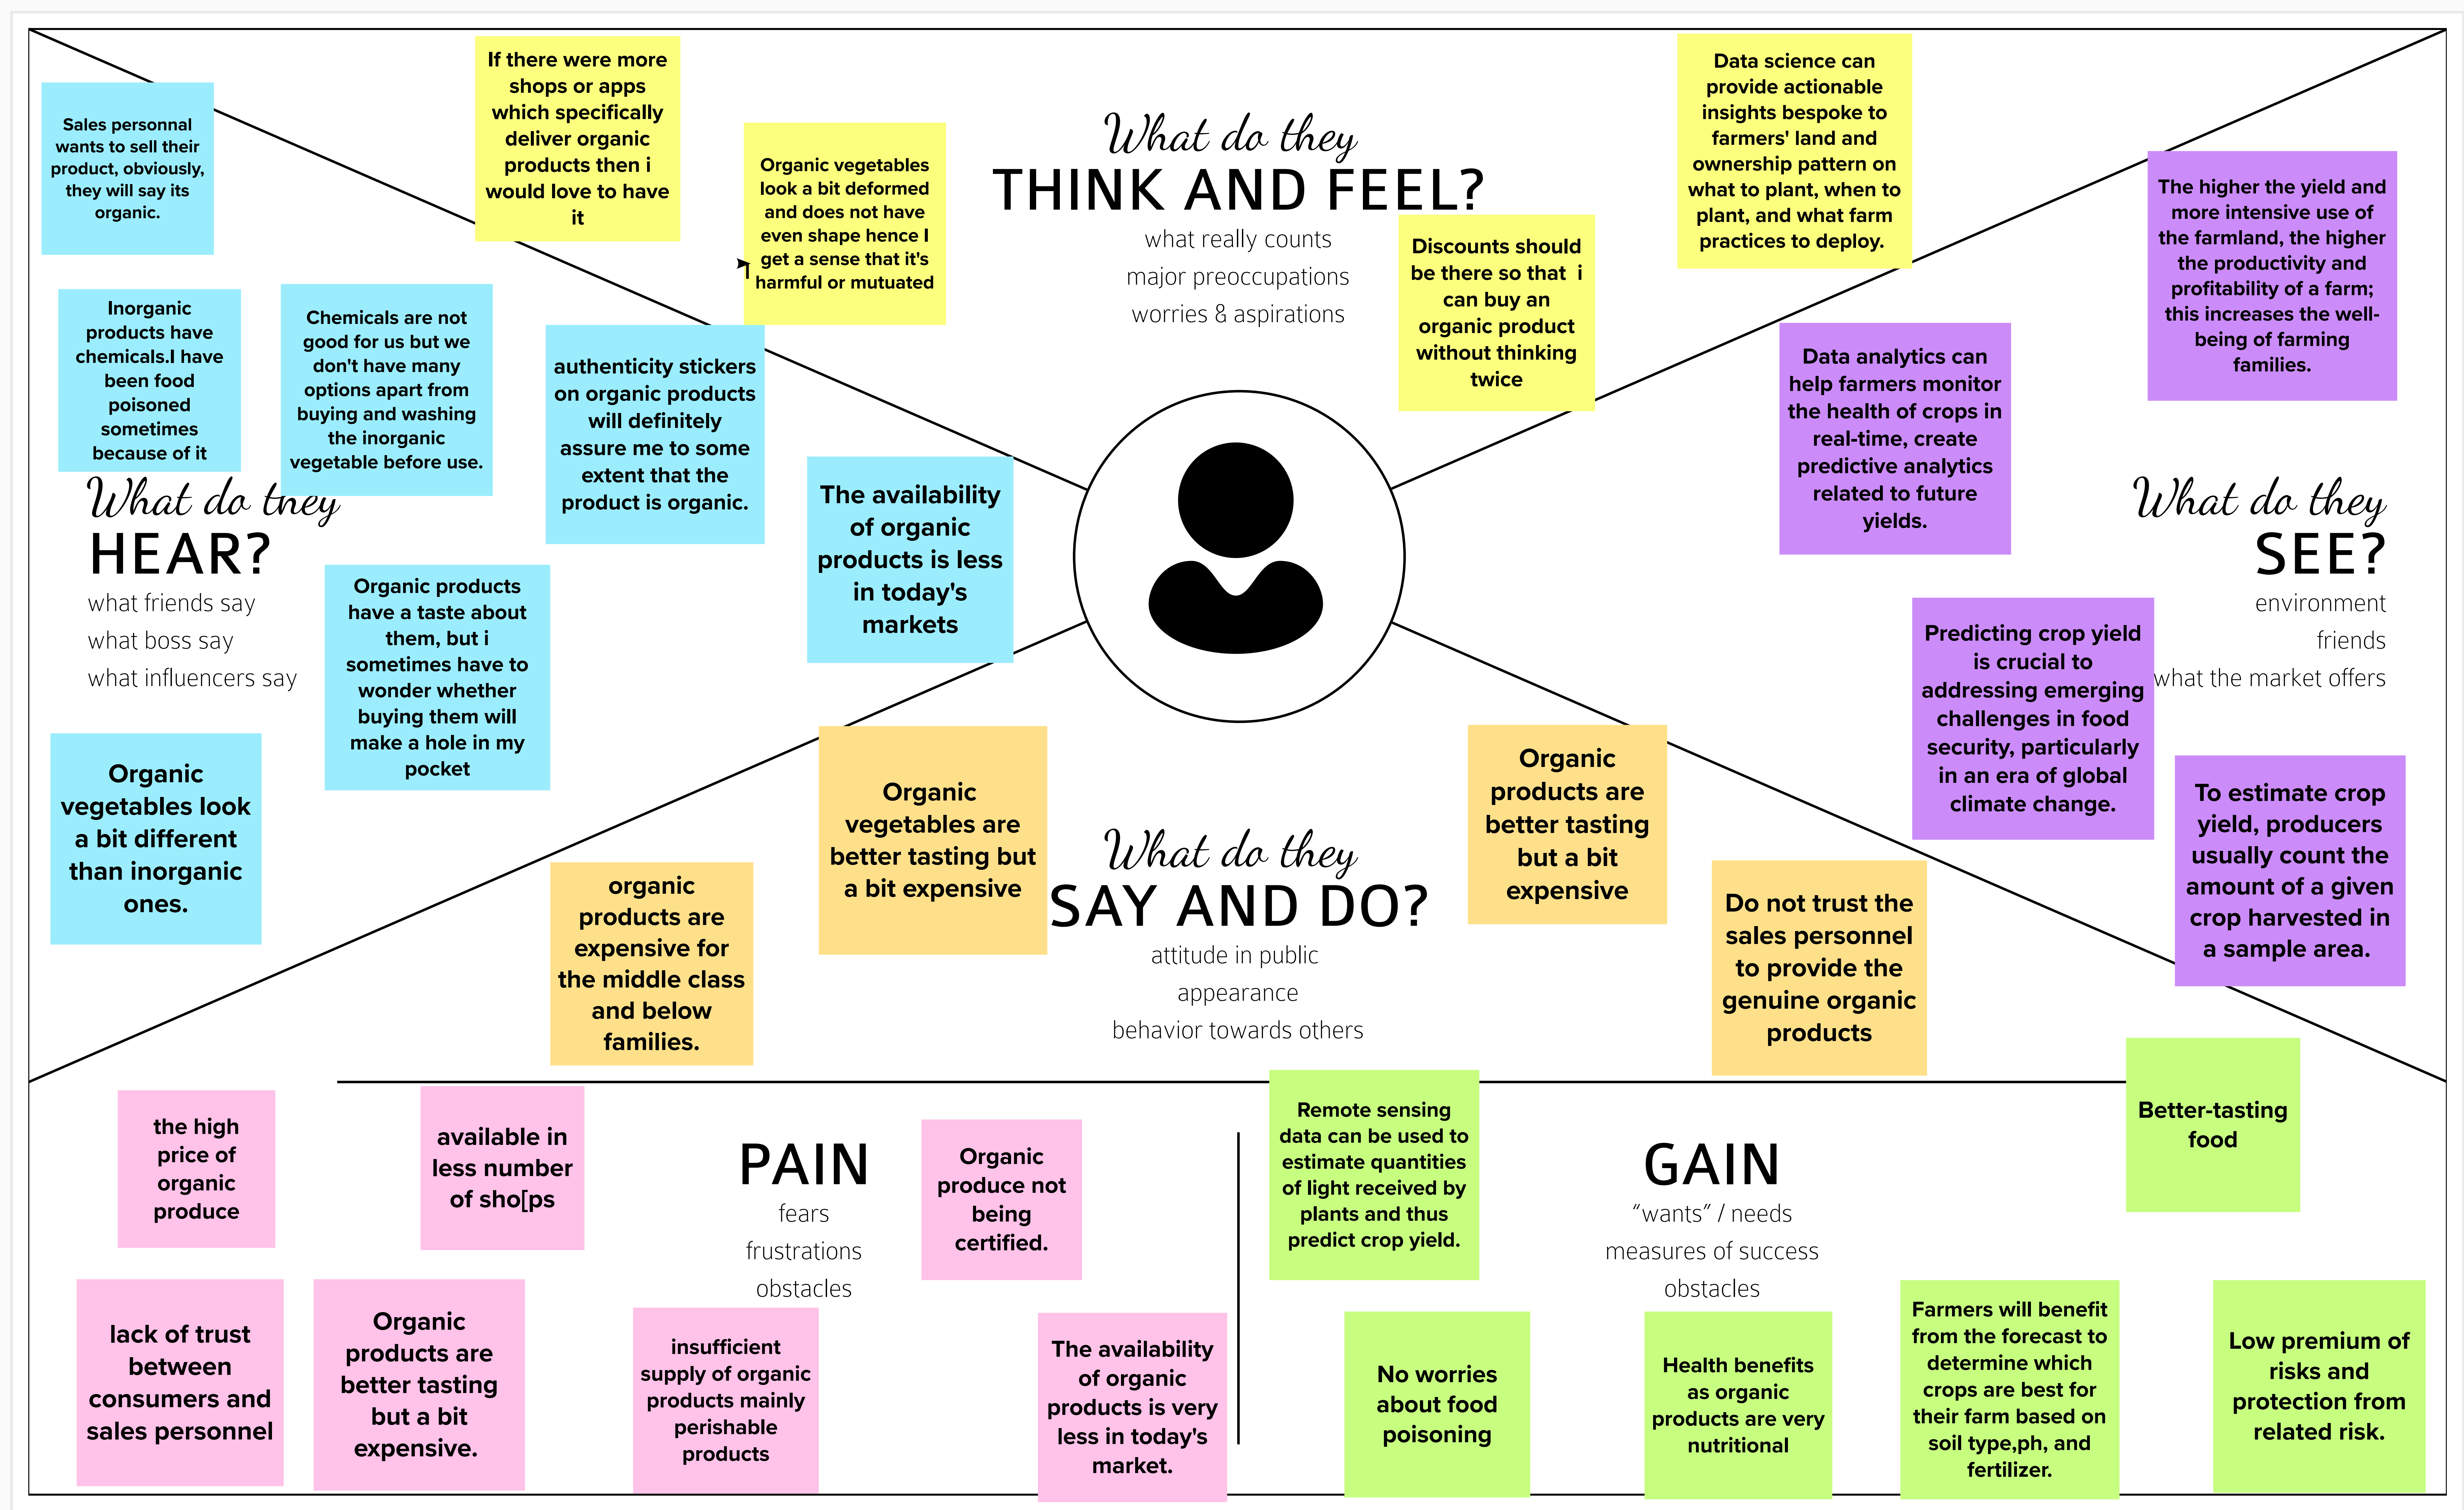 Sales personnal
wants to sell their
product, obviously,
they will say its
organic.
If there were more
shops or apps
which specifically
deliver organic
products then i
would love to have
it
Organic vegetables
look a bit deformed
and does not have
even shape hence I
get a sense that it's
harmful or mutuated
What do they
THINK AND FEEL?
what really counts
major preoccupations
worries & aspirations
Discounts should
be there so that i
can buy an
organic product
without thinking
twice
Data science can
provide actionable
insights bespoke to
farmers' land and
ownership pattern on
what to plant, when to
plant, and what farm
practices to deploy.
The higher the yield and
more intensive use of
the farmland, the higher
the productivity and
profitability of a farm;
this increases the well-
being of farming
families.
Inorganic
products have
chemicals.I have
been food
poisoned
sometimes
because of it
Chemicals are not
good for us but we
don't have many
options apart from
buying and washing
the inorganic
vegetable before use.
authenticity stickers
on organic products
will definitely
assure me to some
extent that the
product is organic.
The availability
of organic
products is less
in today's
markets
What do they
HEAR?
what friends say
what boss say
what influencers say
Organic products
have a taste about
them, but i
sometimes have to
wonder whether
buying them will
make a hole in my
pocket
Organic
vegetables look
a bit different
than inorganic
ones.
Data analytics can
help farmers monitor
the health of crops in
real-time, create
predictive analytics
related to future
yields.
What do they
SEE?
environment
friends
what the market offers
Predicting crop yield
is crucial to
addressing emerging
challenges in food
security, particularly
in an era of global
climate change.
To estimate crop
yield, producers
usually count the
amount of a given
crop harvested in
a sample area.
organic
products are
expensive for
the middle class
and below
families.
Organic
vegetables are
better tasting but
a bit expensive
What do they
SAY AND DO?
attitude in public
appearance
behavior towards others
Organic
products are
better tasting
but a bit
expensive
Do not trust the
sales personnel
to provide the
genuine organic
products
the high
price of
organic
produce
available in
less number
of sho[ps
PAIN
fears
frustrations
obstacles
Organic
produce not
being
certified.
lack of trust
between
consumers and
sales personnel
Organic
products are
better tasting
but a bit
expensive.
insufficient
supply of organic
products mainly
perishable
products
The availability
of organic
products is very
less in today's
market.
Remote sensing
data can be used to
estimate quantities
of light received by
plants and thus
predict crop yield.
GAIN
“wants” / needs
measures of success
obstacles
Better-tasting
food
No worries
about food
poisoning
Health benefits
as organic
products are very
nutritional
Farmers will benefit
from the forecast to
determine which
crops are best for
their farm based on
soil type,ph, and
fertilizer.
Low premium of
risks and
protection from
related risk.